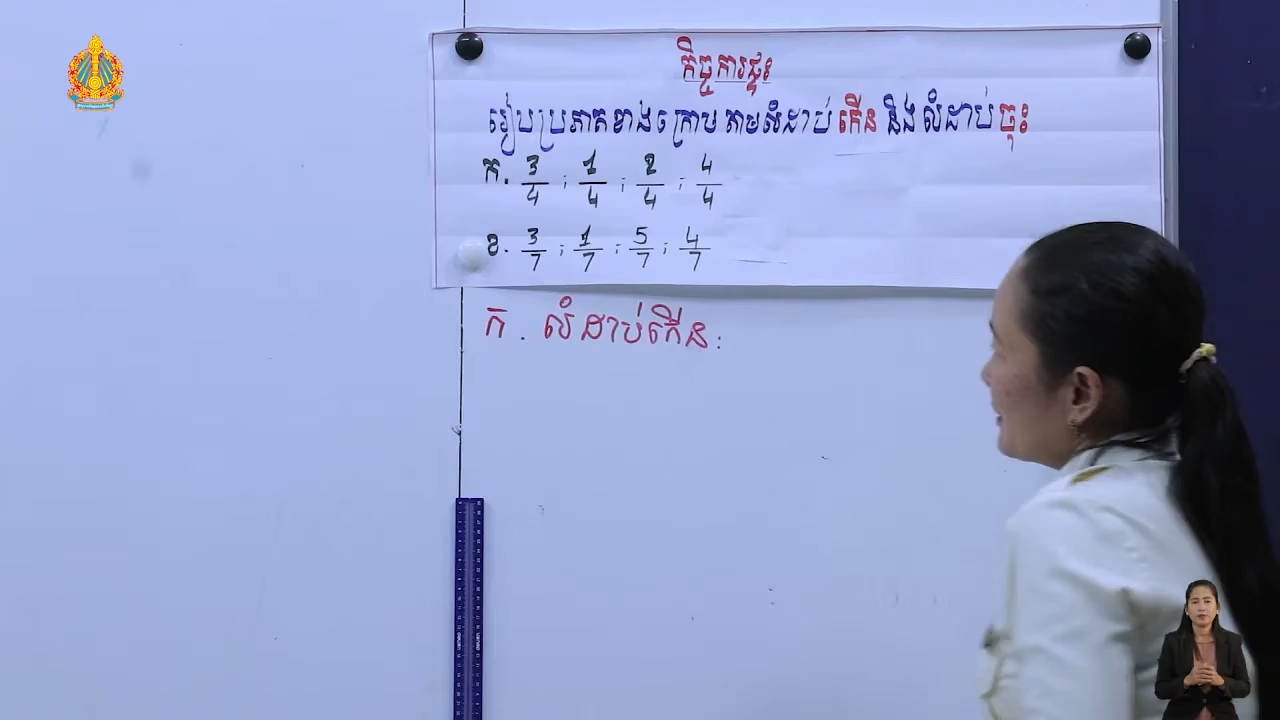 កិច្ចការផ្ទះ
រៀបប្រភាគខាងក្រោម តាមលំដាប់ កើន និង លំដាប់ ចុះ
ក. 3/4 ; 1/4 ; 2/4 ; 4/4
ខ. 3/7 ; 1/7 ; 5/7 ; 4/7
ក . លំដាប់កើន :